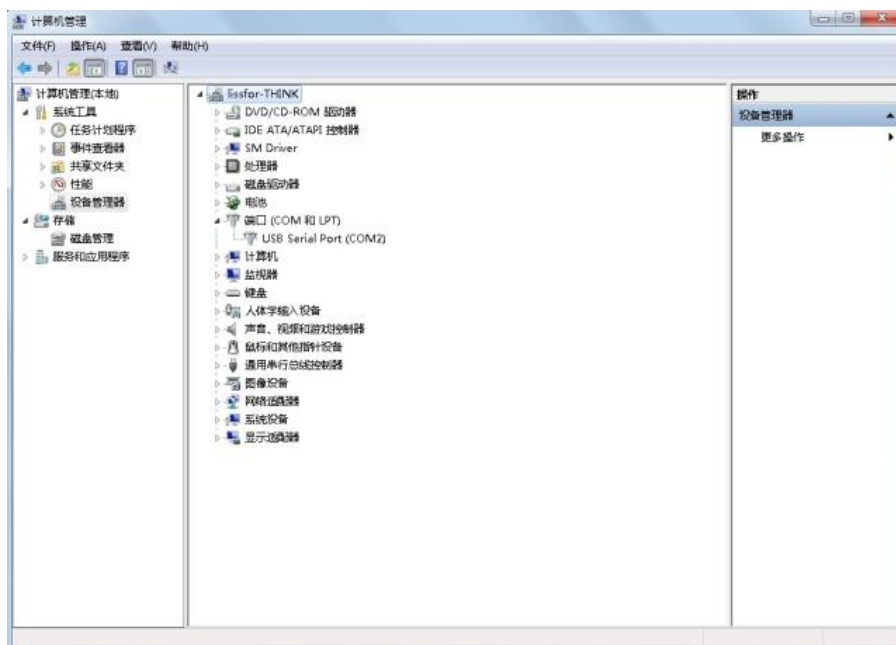 计算机管理
文件(F) 操作(A) 查看(V) 帮助(H)
计算机管理(本地)
系统工具
任务计划程序
事件查看器
共享文件夹
性能
设备管理器
存储
磁盘管理
服务和应用程序
lissfor-THINK
DVD/CD-ROM 驱动器
IDE ATA/ATAPI 控制器
SM Driver
处理器
磁盘驱动器
电池
端口 (COM 和 LPT)
USB Serial Port (COM2)
计算机
监视器
键盘
人体学输入设备
声音、视频和游戏控制器
鼠标和其他指针设备
通用串行总线控制器
图像设备
网络适配器
系统设备
显示适配器
操作
设备管理器
更多操作